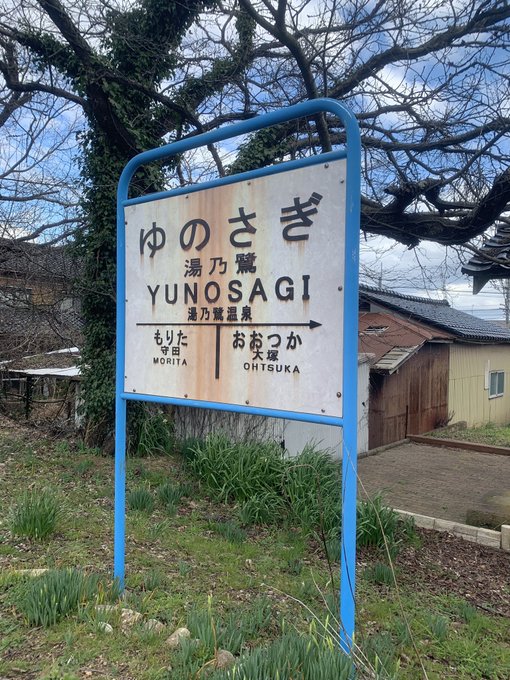 ゆのさぎ
湯乃鷺
YUNOSAGI
湯乃鷺温泉
もりた おおつか
守田 大塚
MORITA OHTSUKA